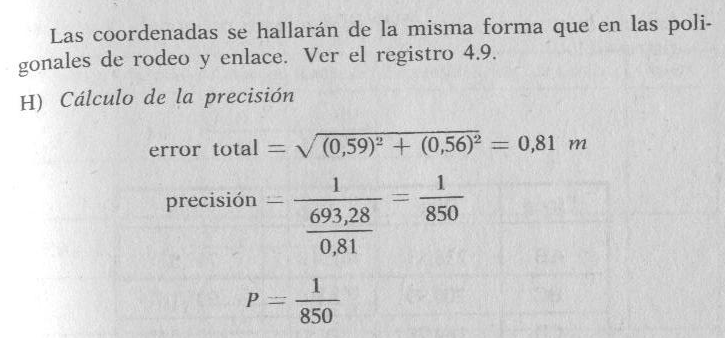 Las coordenadas se hallarán de la misma forma que en las poli-
gonales de rodeo y enlace. Ver el registro 4.9.
H) Cálculo de la precisión
error total = √(0,59)² + (0,56)² = 0,81 m
precisión = 1 / (693,28 / 0,81) = 1 / 850
P = 1 / 850